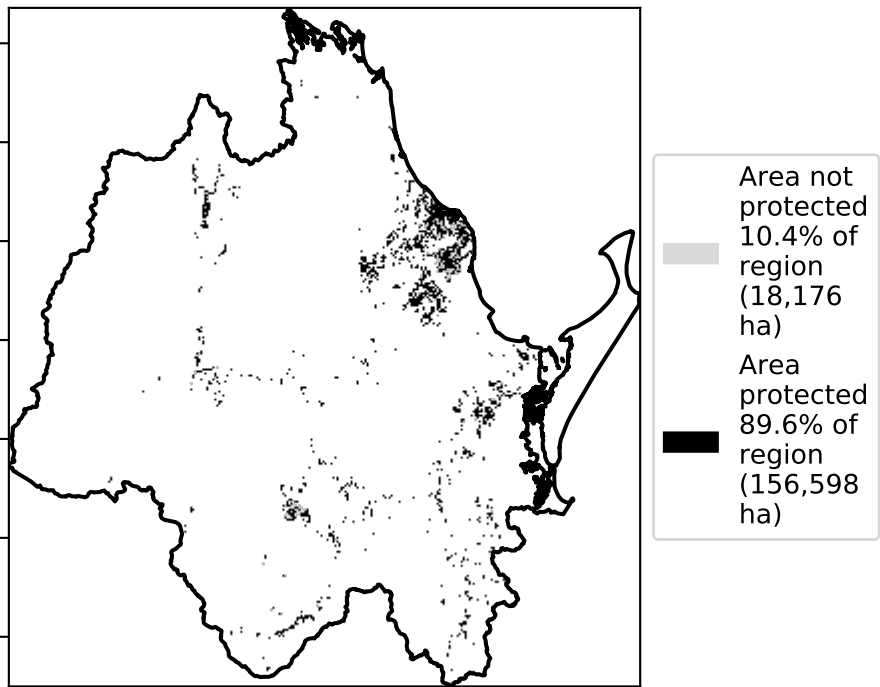 Area not
protected
10.4% of
region
(18,176
ha)
Area
protected
89.6% of
region
(156,598
ha)